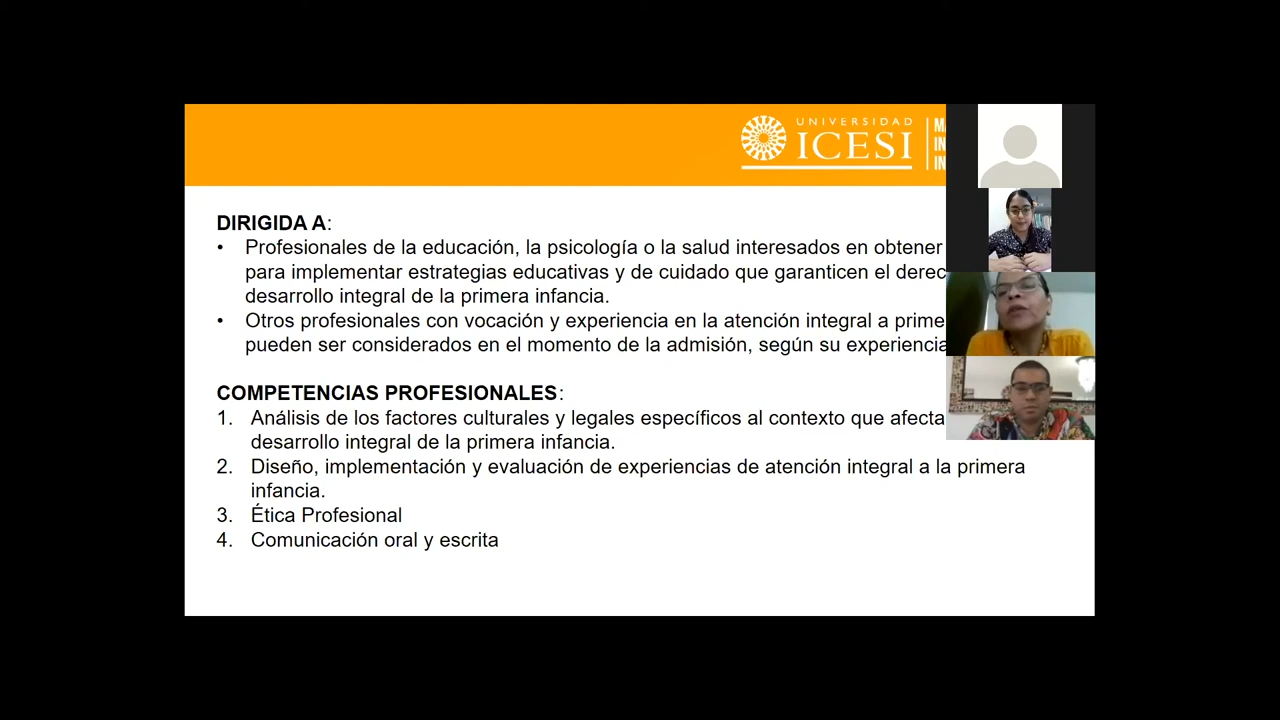 UNIVERSIDAD
ICESI
IN
IN
DIRIGIDA A:
• Profesionales de la educación, la psicología o la salud interesados en obtener
para implementar estrategias educativas y de cuidado que garanticen el
desarrollo integral de la primera infancia.
• Otros profesionales con vocación y experiencia en la atención integral a
pueden ser considerados en el momento de la admisión, según su experiencia
COMPETENCIAS PROFESIONALES:
1. Análisis de los factores culturales y legales específicos al contexto que afecta
desarrollo integral de la primera infancia.
2. Diseño, implementación y evaluación de experiencias de atención integral a la primera
infancia.
3. Ética Profesional
4. Comunicación oral y escrita